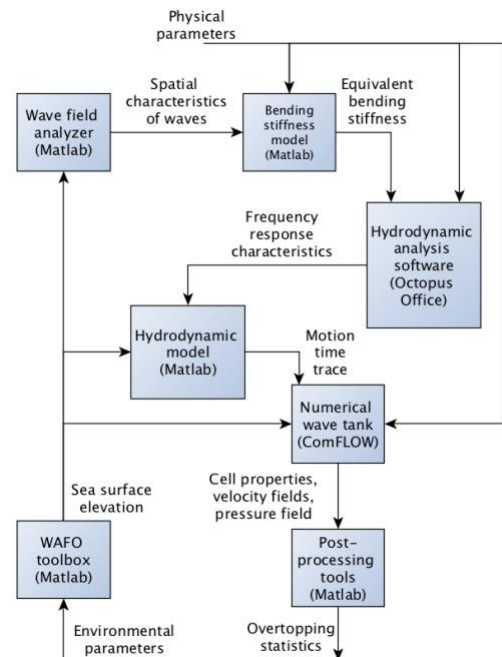 Physical
parameters
Spatial
characteristics
of waves
Equivalent
bending
stiffness
Wave field
analyzer
(Matlab)
Bending
stiffness
model
(Matlab)
Frequency
response
characteristics
Hydrodynamic
analysis
software
(Octopus
Office)
Hydrodynamic
model
(Matlab)
Motion
time
trace
Numerical
wave tank
(ComFLOW)
Sea surface
elevation
Cell properties,
velocity fields,
pressure field
WAFO
toolbox
(Matlab)
Post-
processing
tools
(Matlab)
Environmental
parameters
Overtopping
statistics